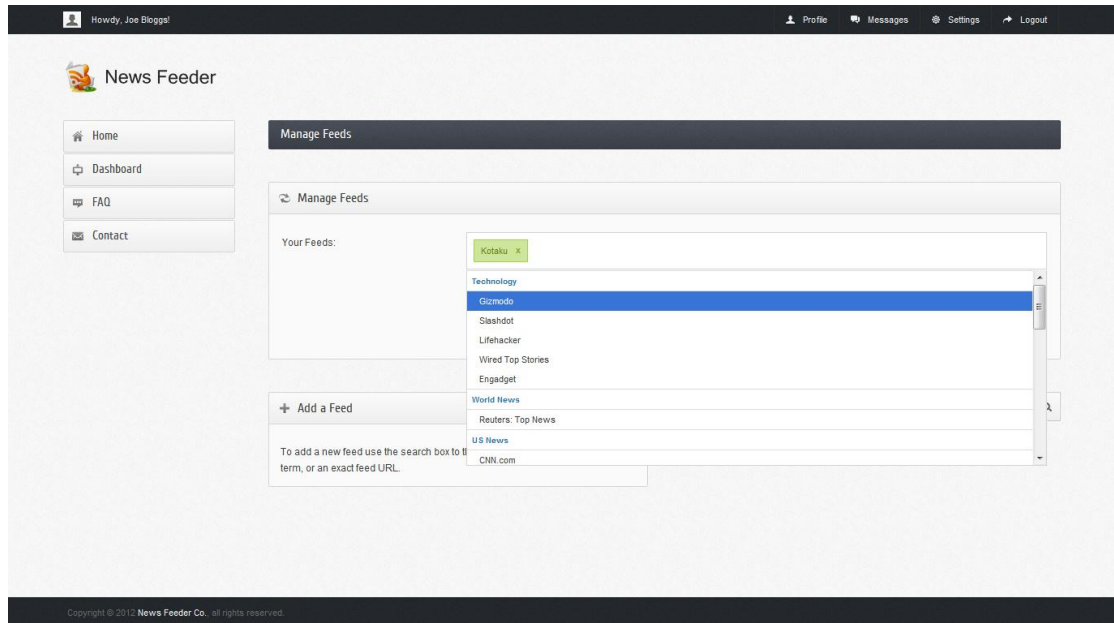 Howdy, Joe Bloggs!
Profile
Messages
Settings
Logout
News Feeder
Home
Dashboard
FAQ
Contact
Manage Feeds
Manage Feeds
Your Feeds:
Kotaku x
Technology
Gizmodo
Slashdot
Lifehacker
Wired Top Stories
Engadget
World News
Reuters: Top News
US News
CNN.com
Add a Feed
To add a new feed use the search box to
term, or an exact feed URL.
Copyright © 2012 News Feeder Co., all rights reserved.